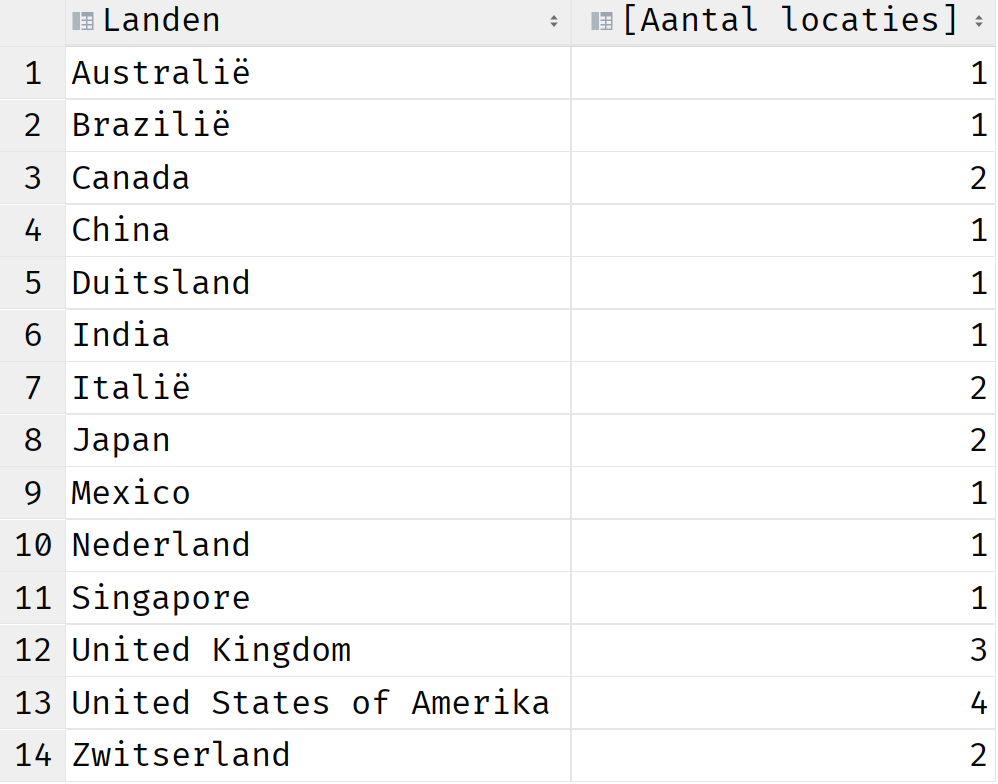 Landen [Aantal locaties]
1 Australië 1
2 Brazilië 1
3 Canada 2
4 China 1
5 Duitsland 1
6 India 1
7 Italië 2
8 Japan 2
9 Mexico 1
10 Nederland 1
11 Singapore 1
12 United Kingdom 3
13 United States of Amerika 4
14 Zwitserland 2